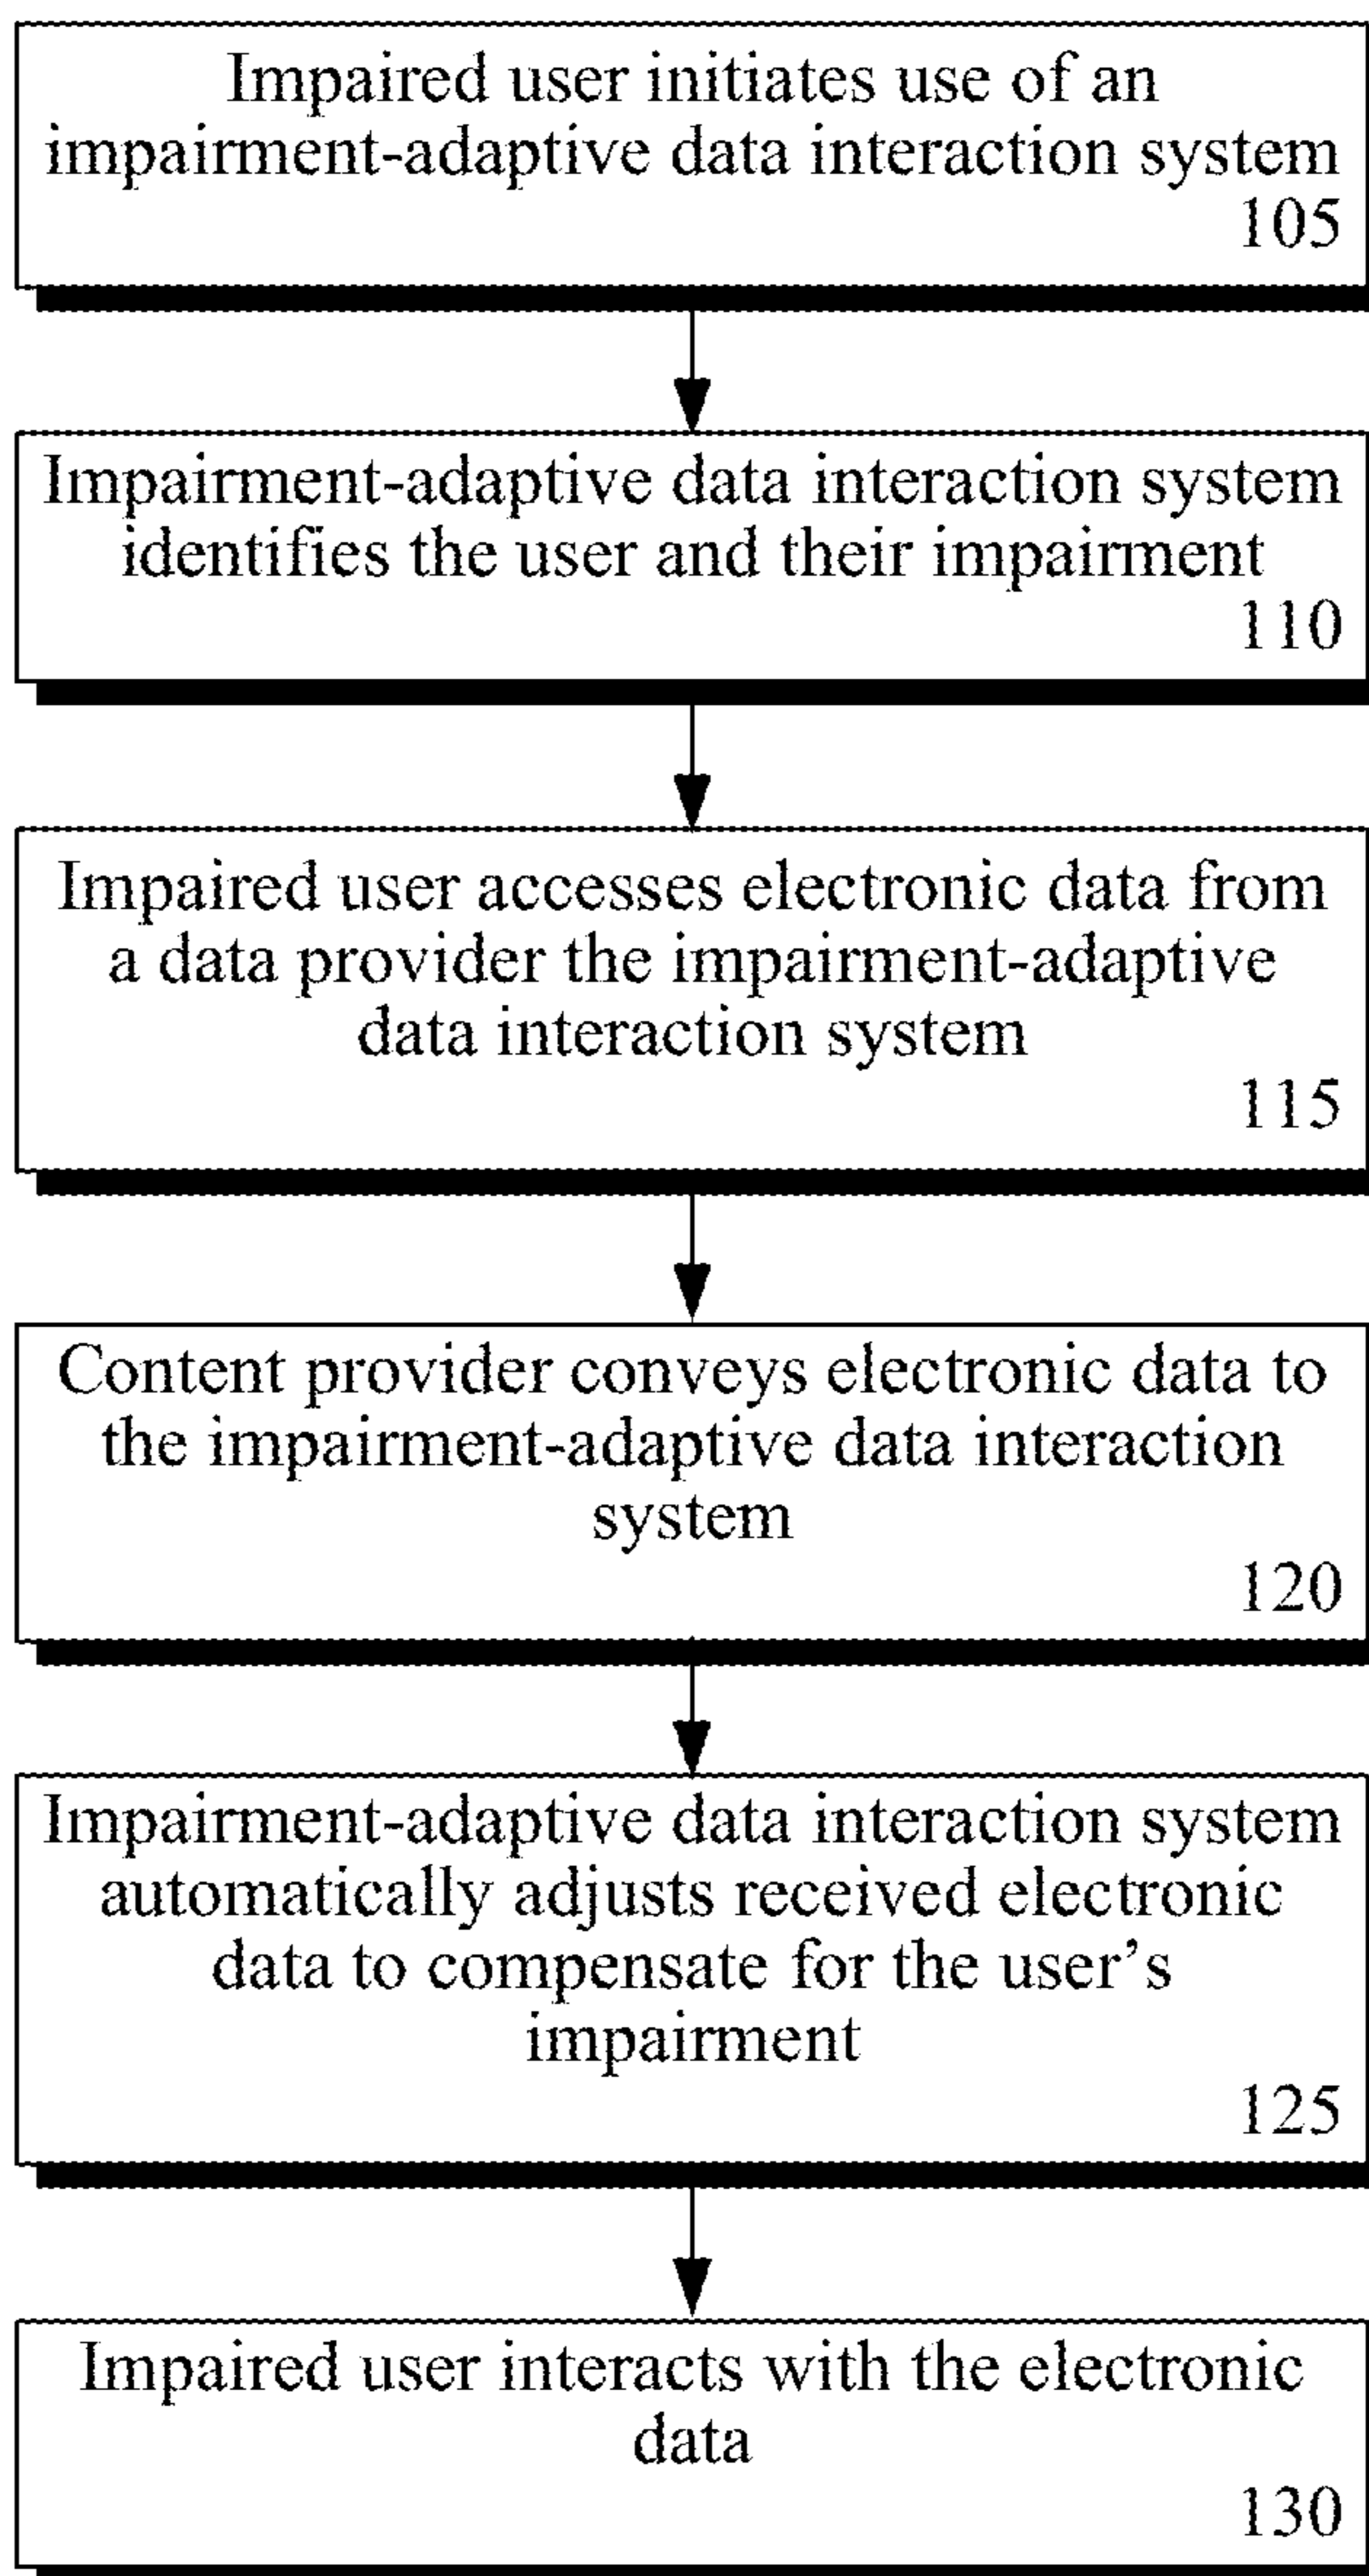 Impaired user initiates use of an
impairment-adaptive data interaction system
105
Impairment-adaptive data interaction system
identifies the user and their impairment
110
Impaired user accesses electronic data from
a data provider the impairment-adaptive
data interaction system
115
Content provider conveys electronic data to
the impairment-adaptive data interaction
system
120
Impairment-adaptive data interaction system
automatically adjusts received electronic
data to compensate for the user’s
impairment
125
Impaired user interacts with the electronic
data
130